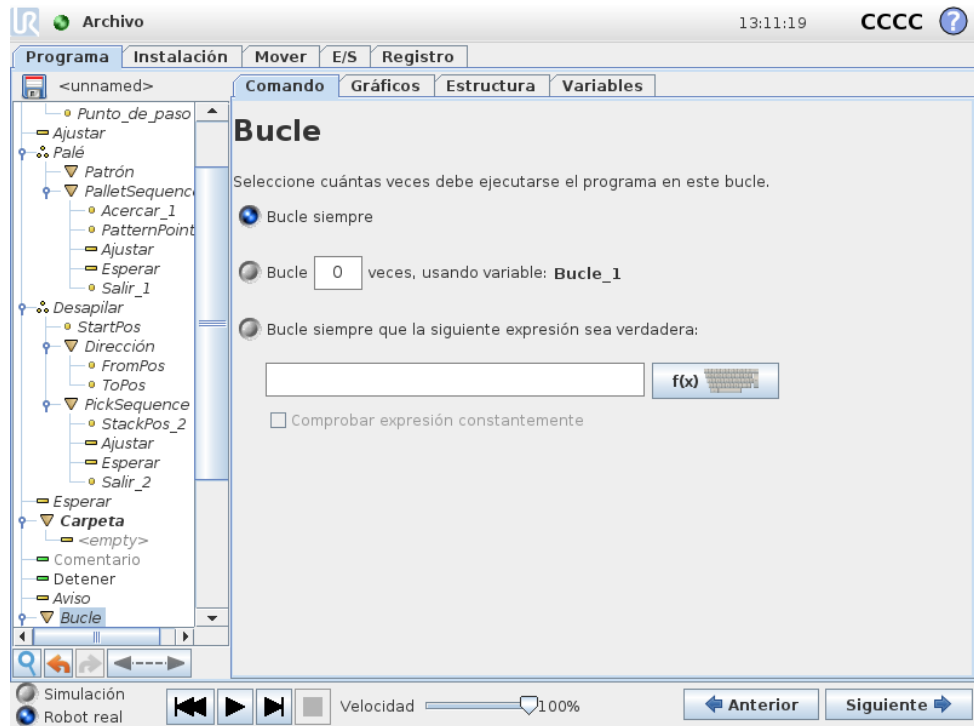 UR Archivo 13:11:19 CCCC ?
Programa Instalación Mover E/S Registro
<unnamed>
Comando Gráficos Estructura Variables
Punto_de_paso
Ajustar
Palé
Patrón
PalletSequenc
Acercar_1
PatternPoint
Ajustar
Esperar
Salir_1
Desapilar
StartPos
Dirección
FromPos
ToPos
PickSequence
StackPos_2
Ajustar
Esperar
Salir_2
Esperar
Carpeta
<empty>
Comentario
Detener
Aviso
Bucle
Bucle
Seleccione cuántas veces debe ejecutarse el programa en este bucle.
Bucle siempre
Bucle 0 veces, usando variable: Bucle_1
Bucle siempre que la siguiente expresión sea verdadera:
f(x)
Comprobar expresión constantemente
Simulación
Robot real
Velocidad 100%
Anterior Siguiente